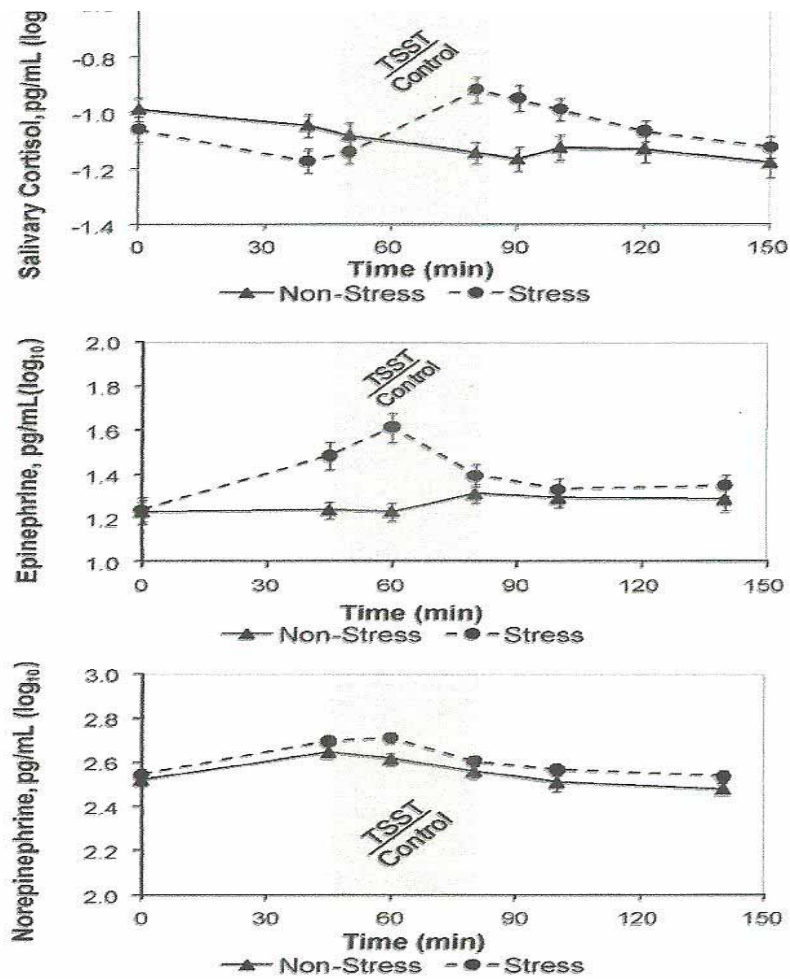 Salivary Cortisol, pg/mL (log
-0.8
-1.0
-1.2
-1.4
TSST
Control
0 30 60 90 120 150
Time (min)
Non-Stress Stress
Epinephrine, pg/mL(log₁₀)
2.0
1.8
1.6
1.4
1.2
1.0
TSST
Control
0 30 60 90 120 150
Time (min)
Non-Stress Stress
Norepinephrine, pg/mL (log₁₀)
3.0
2.8
2.6
2.4
2.2
2.0
TSST
Control
0 30 60 90 120 150
Time (min)
Non-Stress Stress